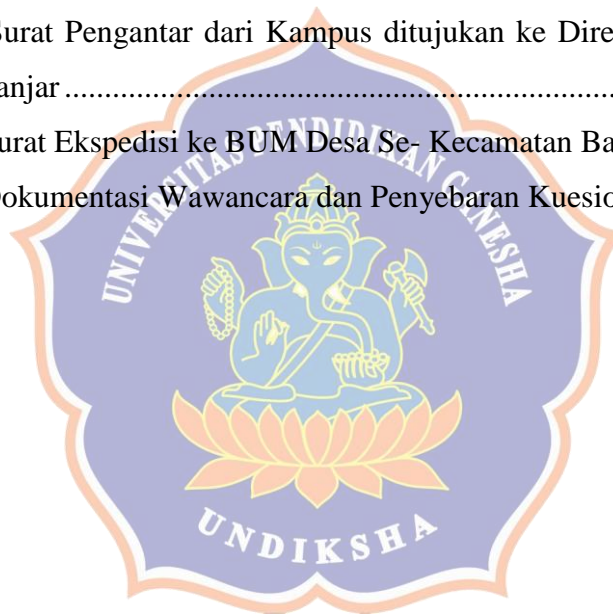 Surat Pengantar dari Kampus ditujukan ke Dire
anjar ........................................................................
urat Ekspedisi ke BUM Desa Se- Kecamatan Ba
Dokumentasi Wawancara dan Penyebaran Kuesio
UNIVERSITAS PENDIDIKAN GANESHA
UNDIKSHA